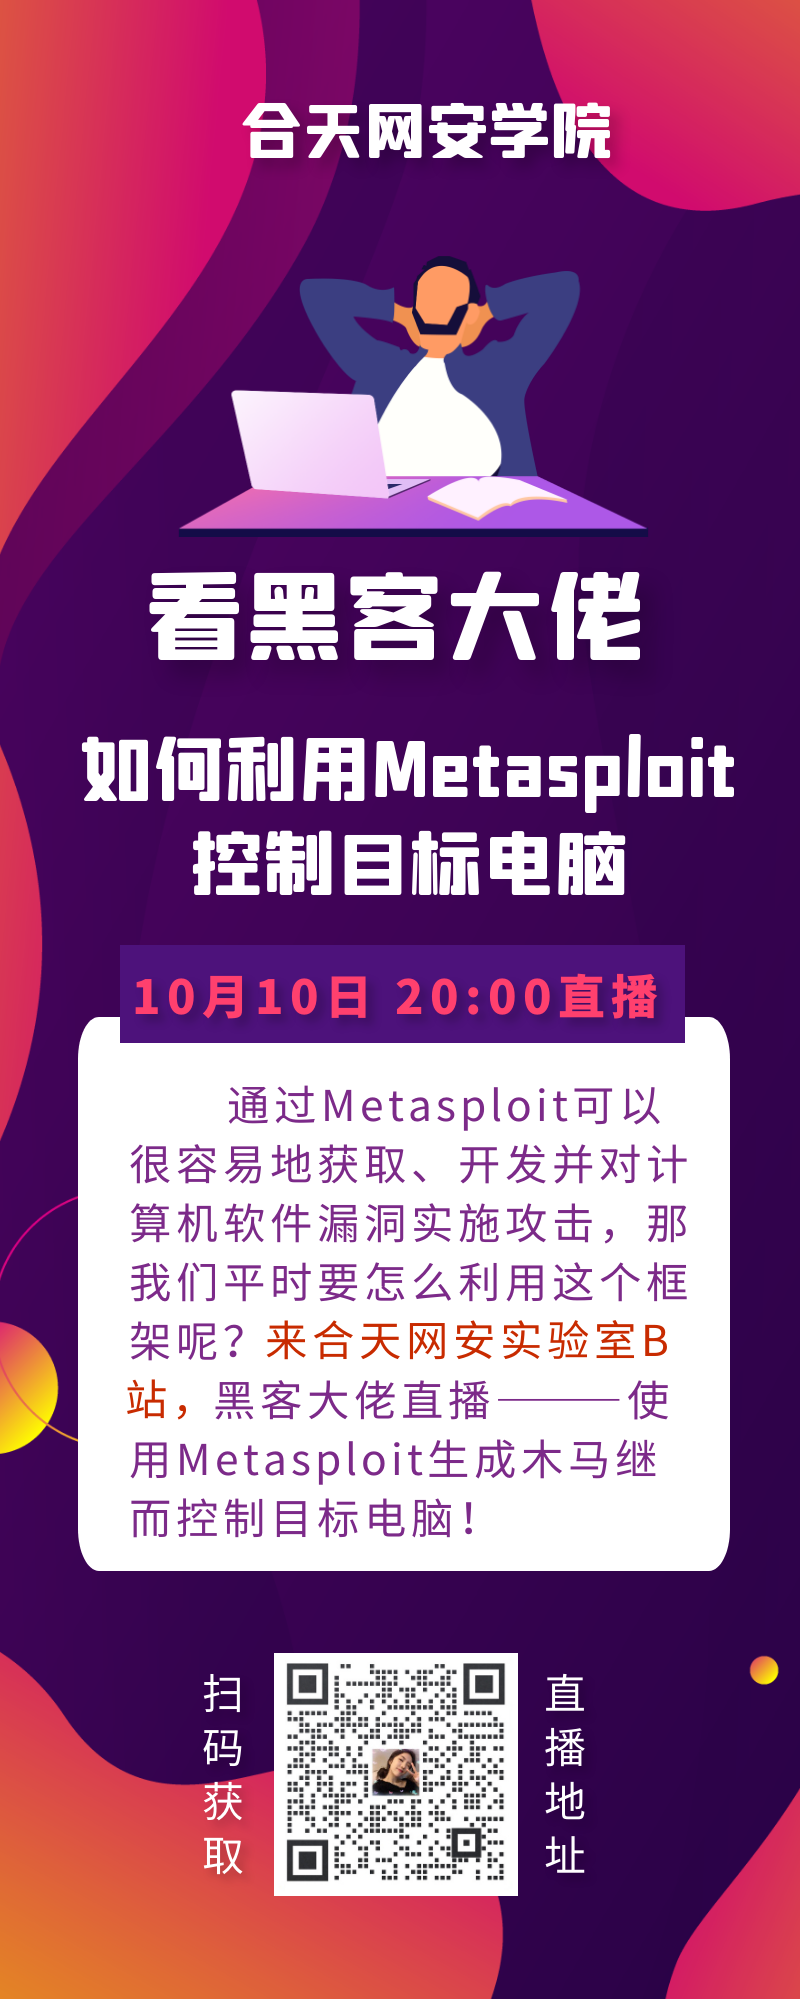 合天网安学院
看黑客大佬
如何利用Metasploit
控制目标电脑
10月10日 20:00直播
通过Metasploit可以
很容易地获取、开发并对计
算机软件漏洞实施攻击，那
我们平时要怎么利用这个框
架呢？来合天网安实验室B
站，黑客大佬直播———使
用Metasploit生成木马继
而控制目标电脑！
扫码获取
直播地址